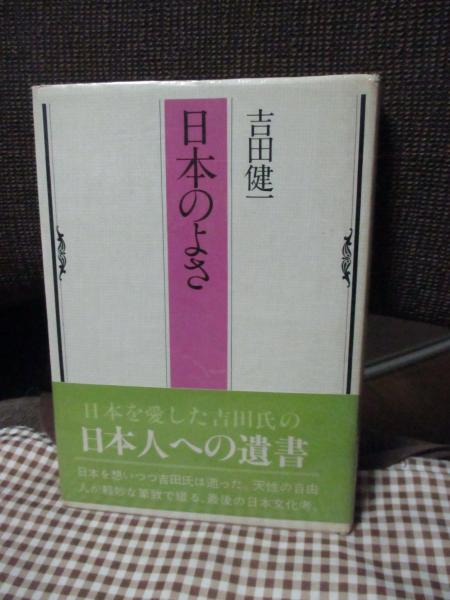 吉田健一
日本のよさ
日本を愛した吉田氏の
日本人への遺書
日本を想いつつ吉田氏は逝った。天性の自由
人が軽妙な筆致で綴る、最後の日本文化考。